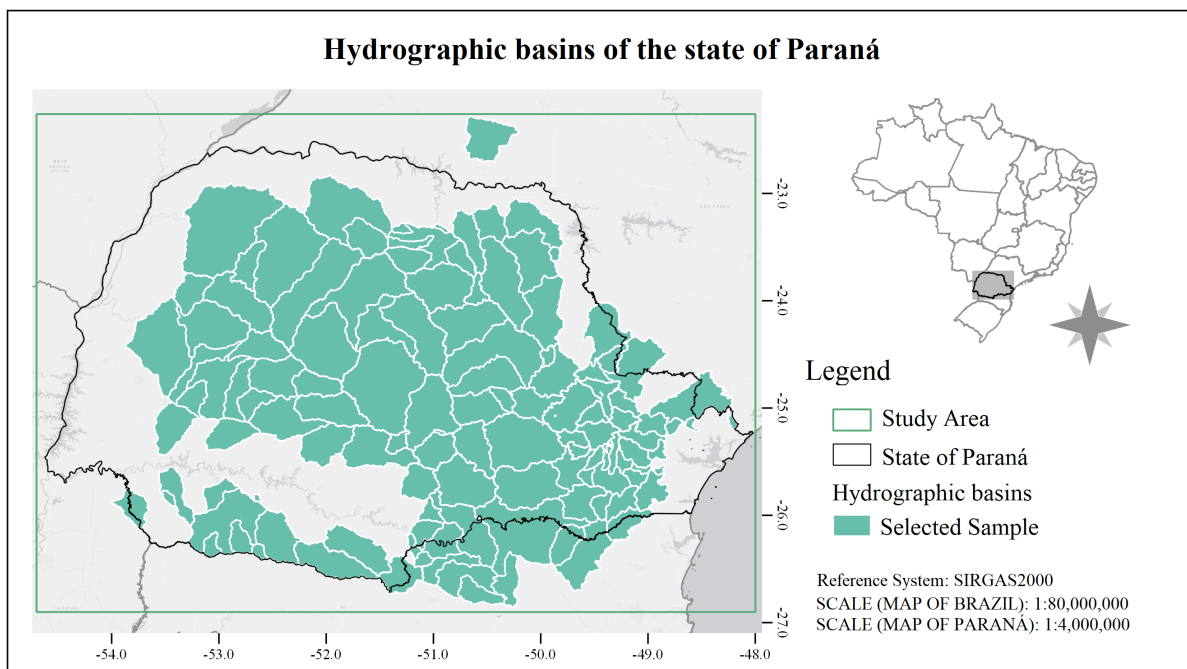 Hydrographic basins of the state of Paraná
-23.0
-24.0
-25.0
-26.0
-27.0
-54.0
-53.0
-52.0
-51.0
-50.0
-49.0
-48.0
Legend
Study Area
State of Paraná
Hydrographic basins
Selected Sample
Reference System: SIRGAS2000
SCALE (MAP OF BRAZIL): 1:80,000,000
SCALE (MAP OF PARANÁ): 1:4,000,000